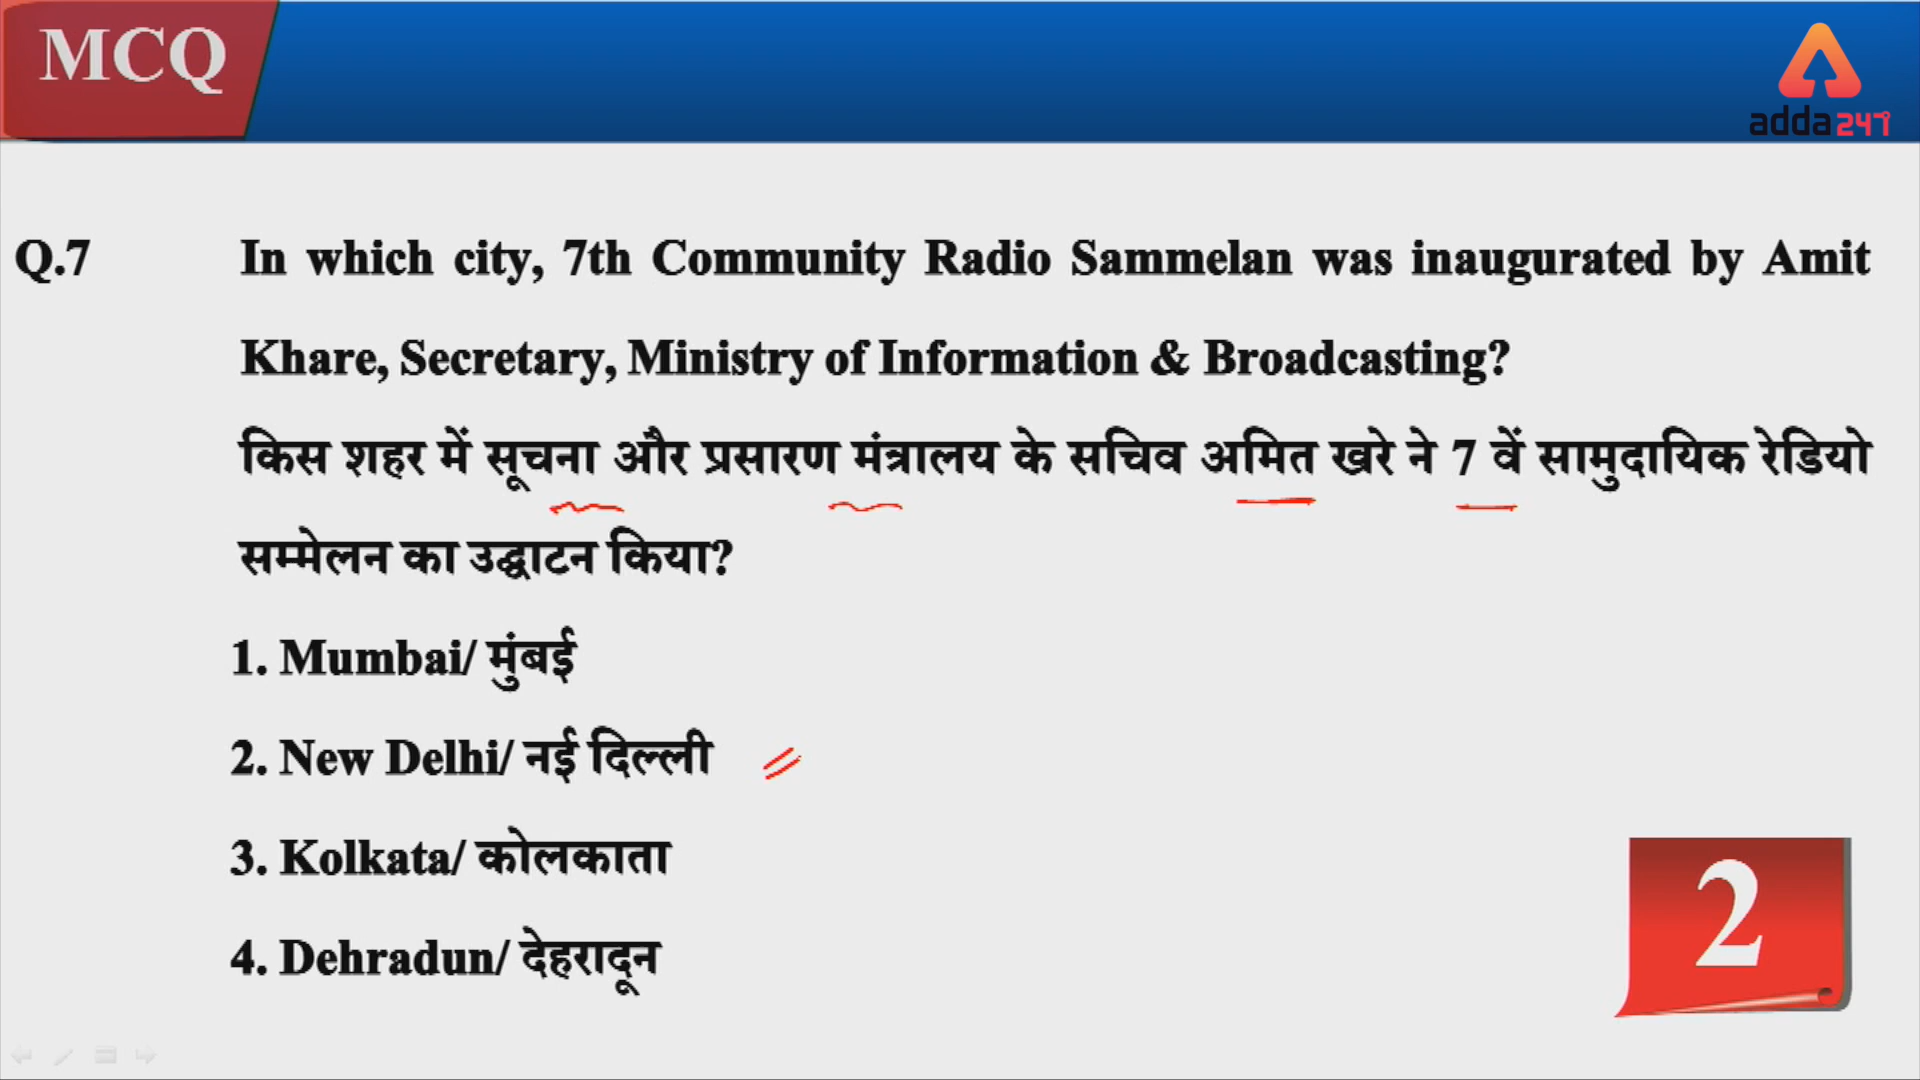 MCQ
adda247
Q.7 In which city, 7th Community Radio Sammelan was inaugurated by Amit
Khare, Secretary, Ministry of Information & Broadcasting?
किस शहर में सूचना और प्रसारण मंत्रालय के सचिव अमित खरे ने 7 वें सामुदायिक रेडियो
सम्मेलन का उद्घाटन किया?
1. Mumbai/ मुंबई
2. New Delhi/ नई दिल्ली
3. Kolkata/ कोलकाता
4. Dehradun/ देहरादून
2